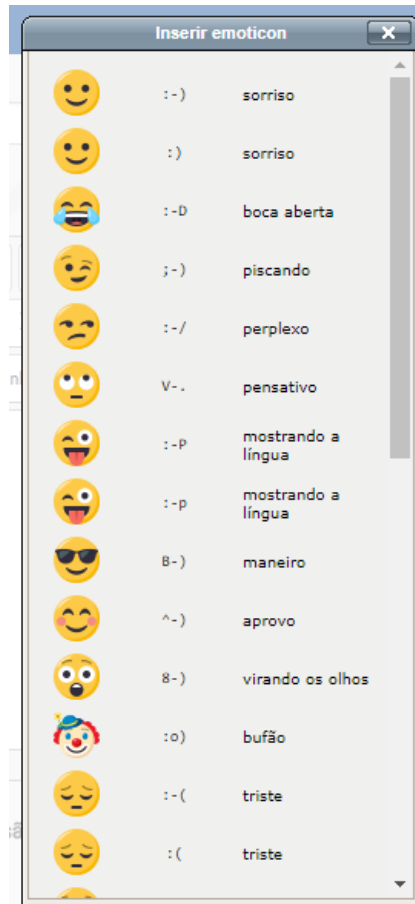 Inserir emoticon
:-) sorriso
:) sorriso
:-D boca aberta
;-) piscando
:-/ perplexo
V-. pensativo
:-P mostrando a
língua
:-p mostrando a
língua
B-) maneiro
^-) aprovo
8-) virando os olhos
:o) bufão
:-( triste
:( triste